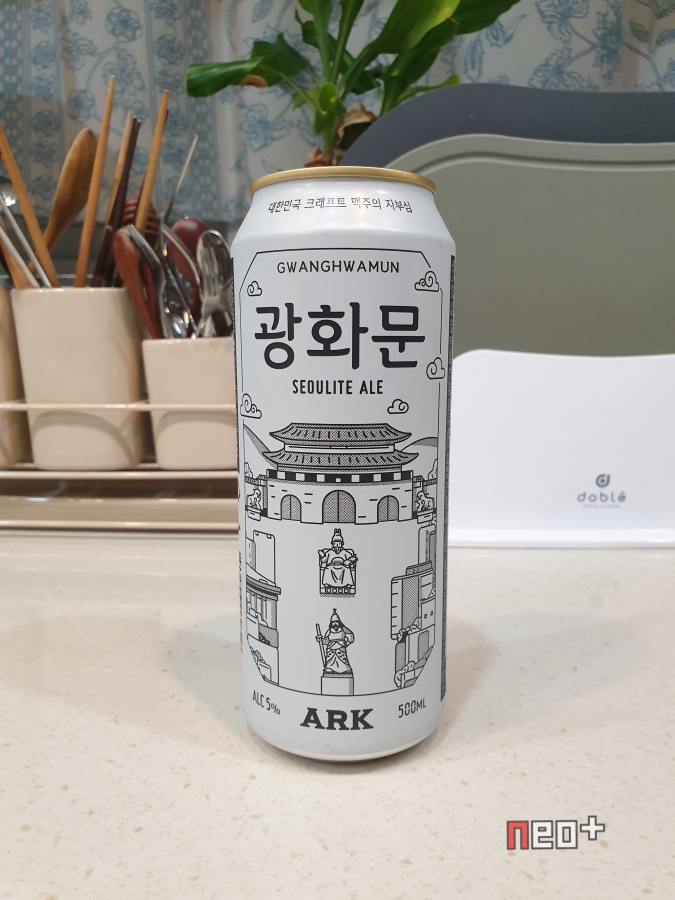 대한민국 크래프트 맥주의 자부심
GWANGHWAMUN
광화문
SEOULITE ALE
ALC 5%
ARK
500ML
doblé
neo+